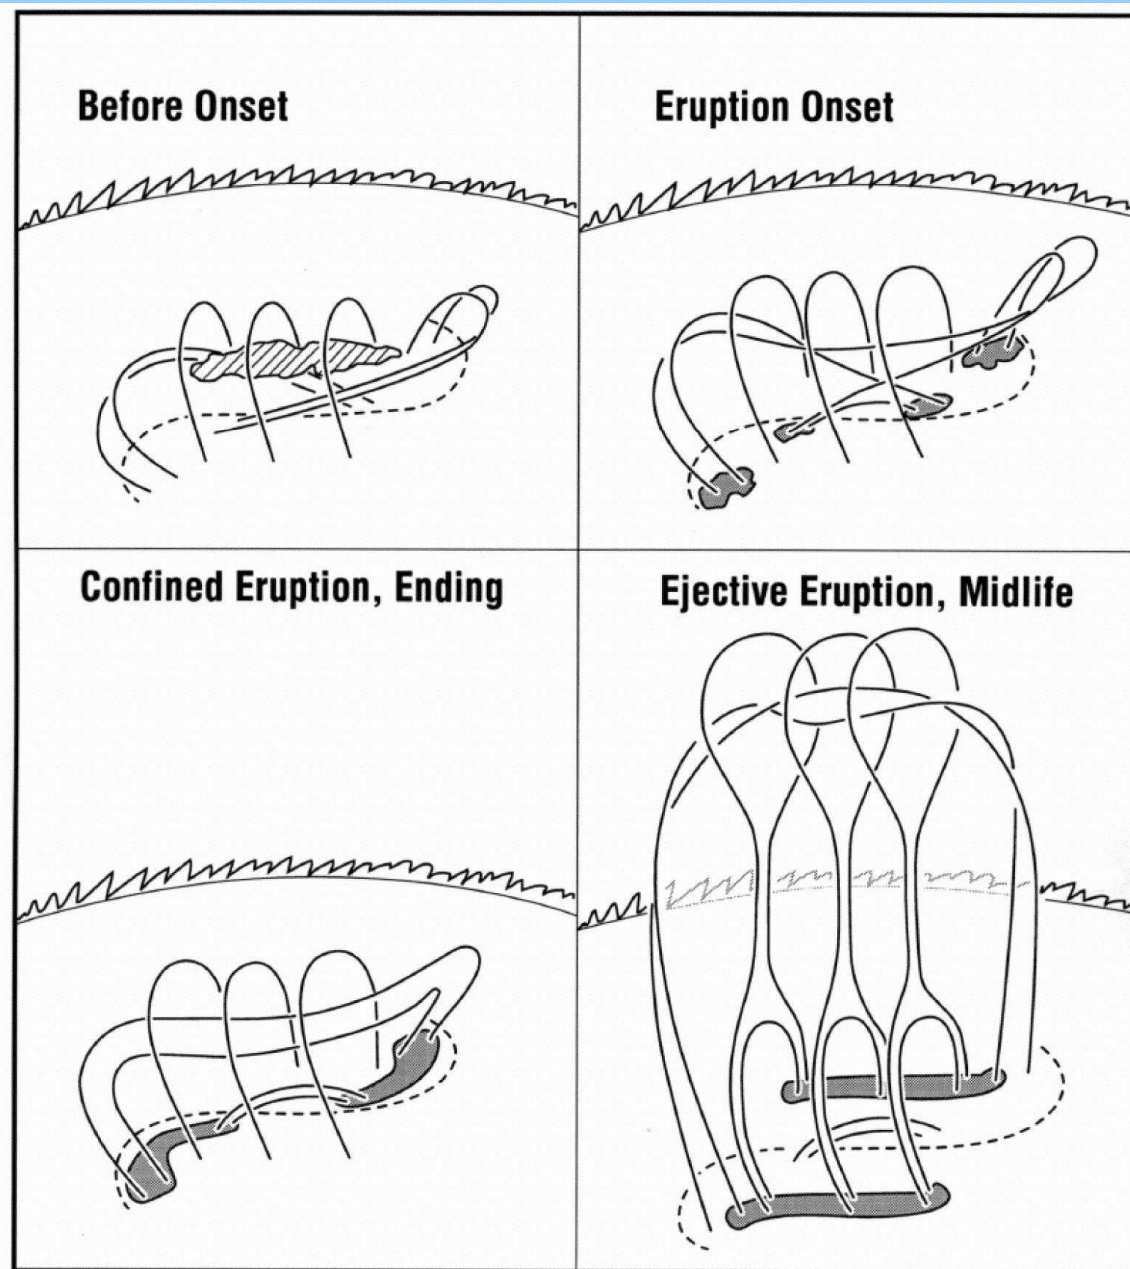 Before Onset
Eruption Onset
Confined Eruption, Ending
Ejective Eruption, Midlife